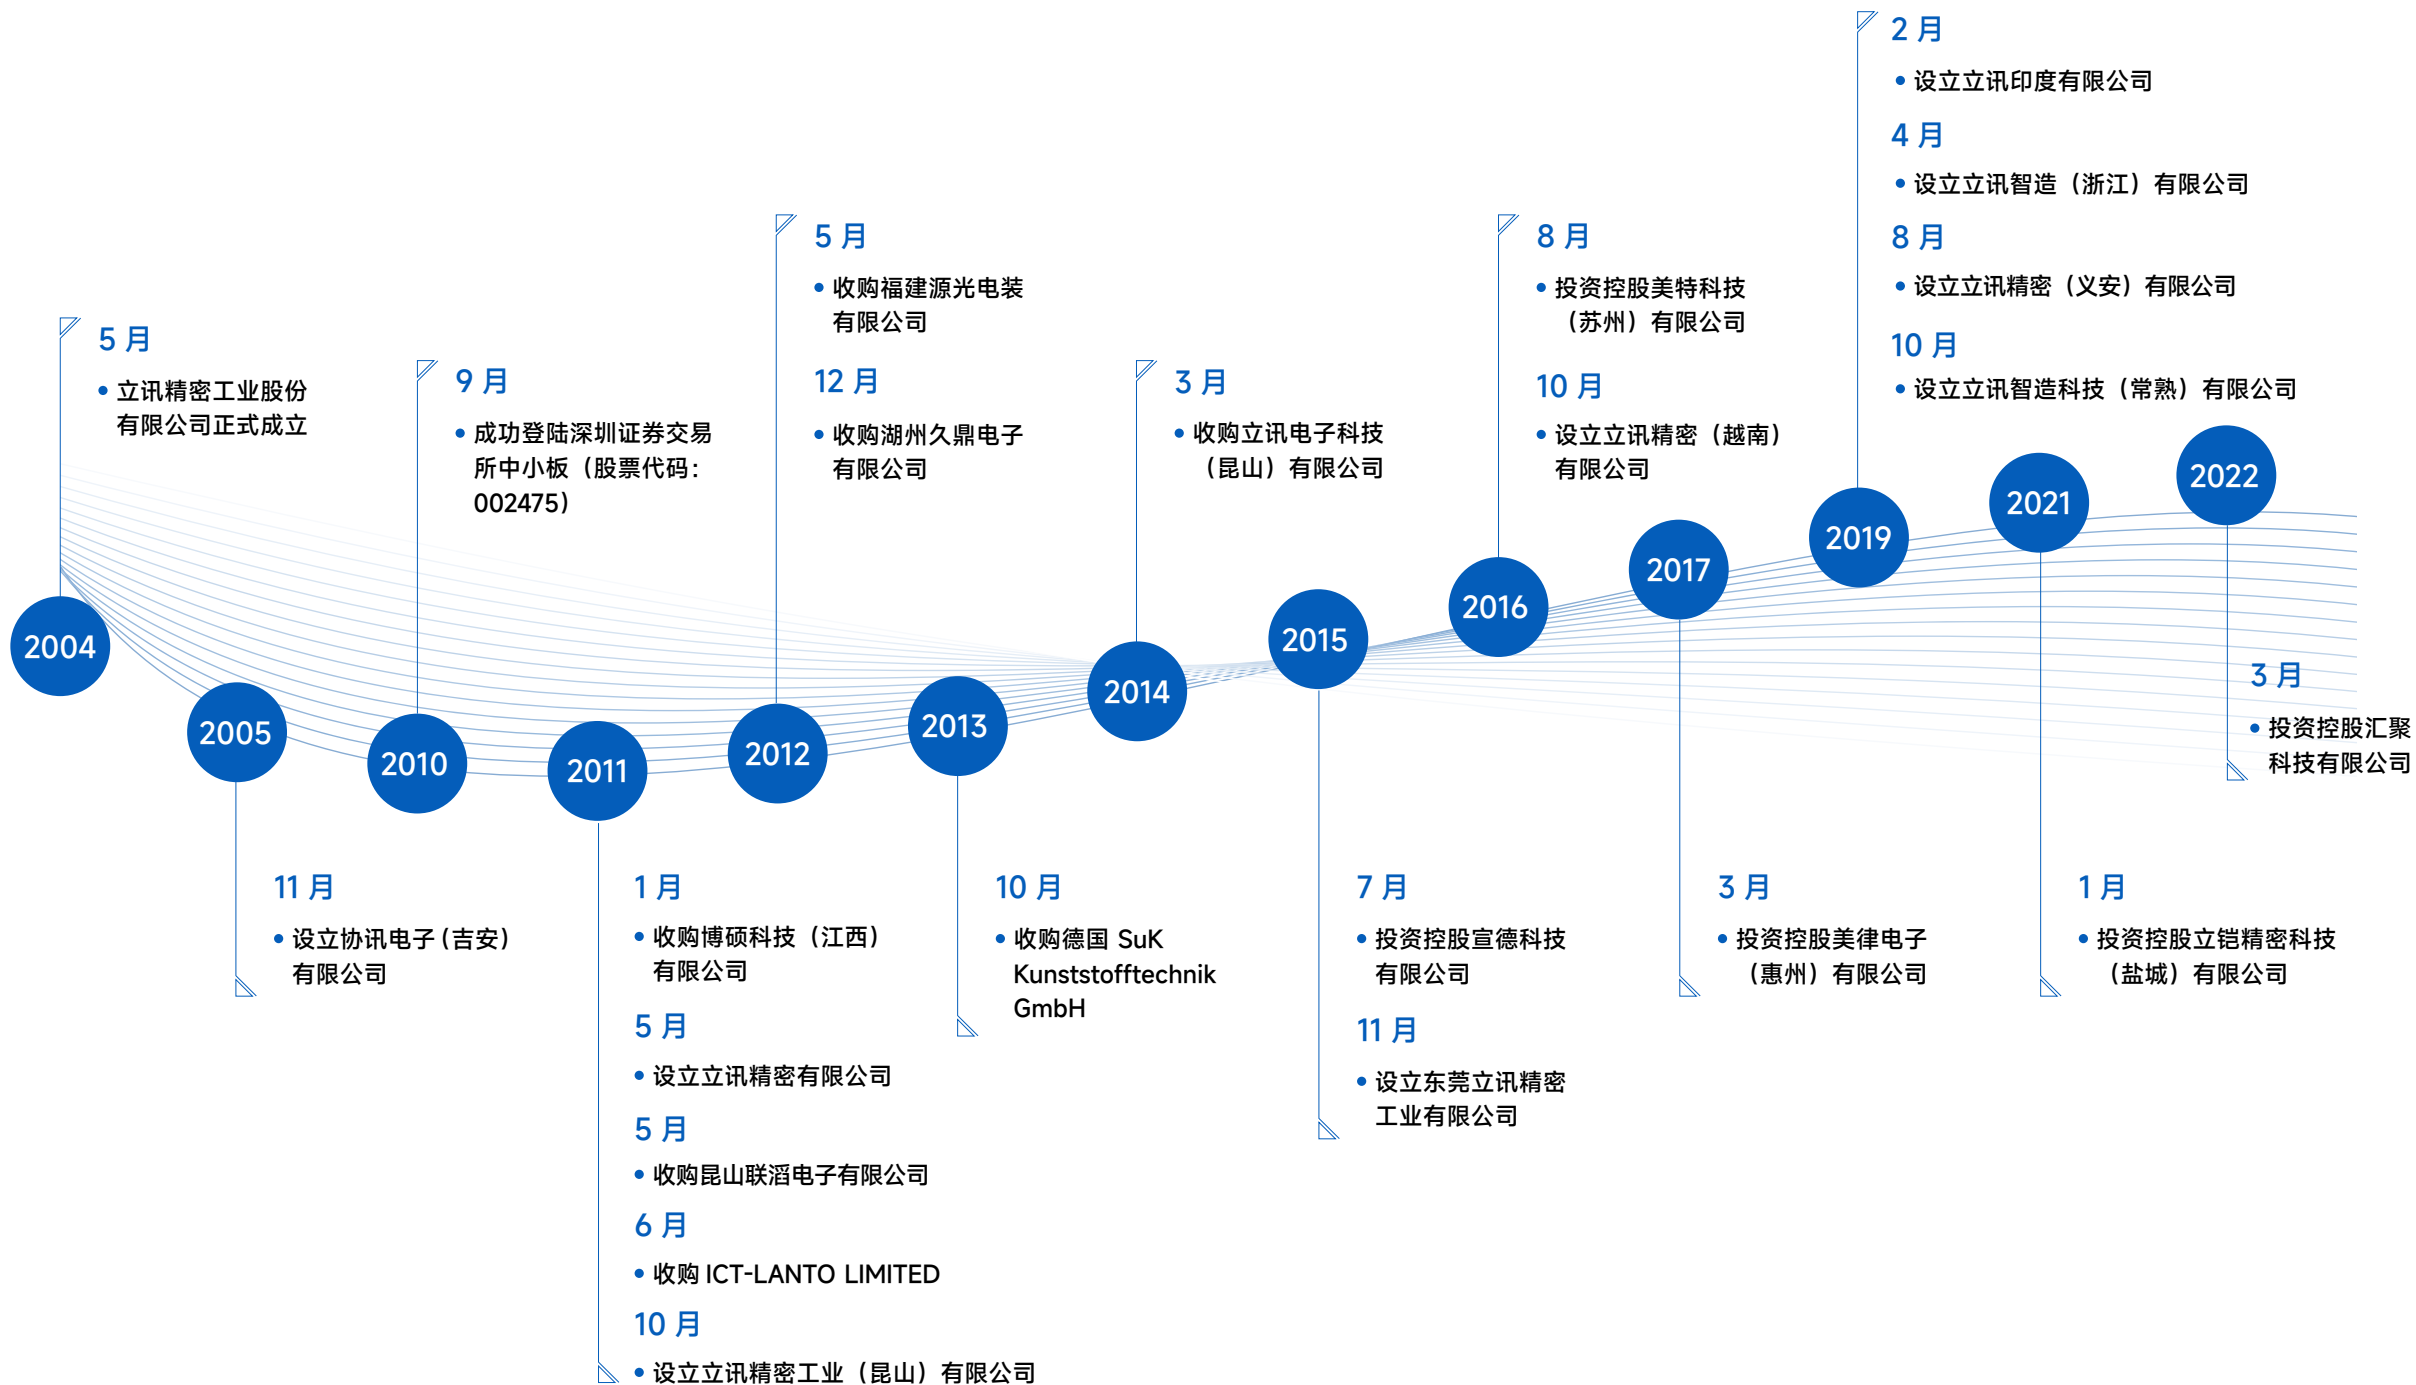 2004
5 月
立讯精密工业股份
有限公司正式成立
2005
11 月
设立协讯电子（吉安）
有限公司
2010
9 月
成功登陆深圳证券交易
所中小板（股票代码：
002475）
2011
1 月
收购博硕科技（江西）
有限公司
5 月
设立立讯精密有限公司
5 月
收购昆山联滔电子有限公司
6 月
收购 ICT-LANTO LIMITED
10 月
设立立讯精密工业（昆山）有限公司
2012
5 月
收购福建源光电装
有限公司
12 月
收购湖州久鼎电子
有限公司
2013
10 月
收购德国 SuK
Kunststofftechnik
GmbH
2014
3 月
收购立讯电子科技
（昆山）有限公司
2015
7 月
投资控股宣德科技
有限公司
11 月
设立东莞立讯精密
工业有限公司
2016
8 月
投资控股美特科技
（苏州）有限公司
10 月
设立立讯精密（越南）
有限公司
2017
3 月
投资控股美律电子
（惠州）有限公司
2019
2 月
设立立讯印度有限公司
4 月
设立立讯智造（浙江）有限公司
8 月
设立立讯精密（义安）有限公司
10 月
设立立讯智造科技（常熟）有限公司
2021
1 月
投资控股立铠精密科技
（盐城）有限公司
2022
3 月
投资控股汇聚
科技有限公司